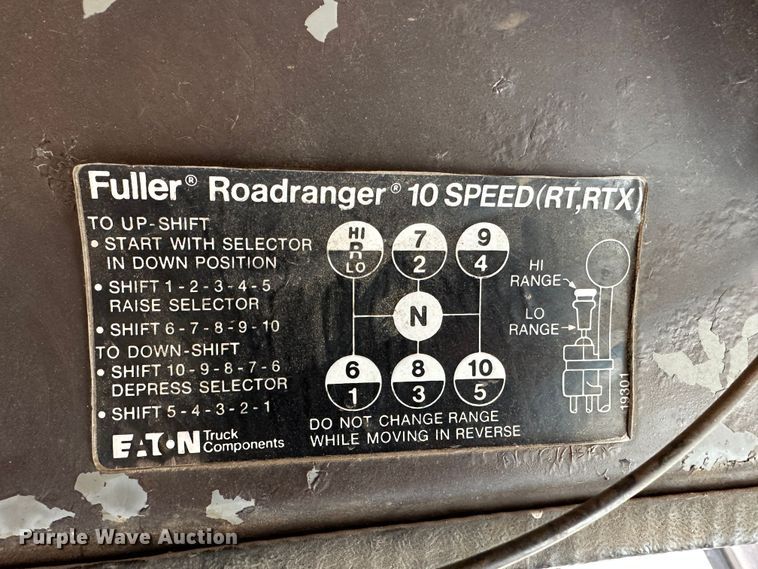 Fuller® Roadranger® 10 SPEED (RT,RTX)
TO UP-SHIFT
• START WITH SELECTOR
IN DOWN POSITION
• SHIFT 1 - 2 - 3 - 4 - 5
RAISE SELECTOR
• SHIFT 6 - 7 - 8 - 9 - 10
TO DOWN-SHIFT
• SHIFT 10 - 9 - 8 - 7 - 6
DEPRESS SELECTOR
• SHIFT 5 - 4 - 3 - 2 - 1
HI
R
LO
7
2
9
4
N
6
1
8
3
10
5
HI
RANGE
LO
RANGE
19301
DO NOT CHANGE RANGE
WHILE MOVING IN REVERSE
EATON Truck
Components
Purple Wave Auction